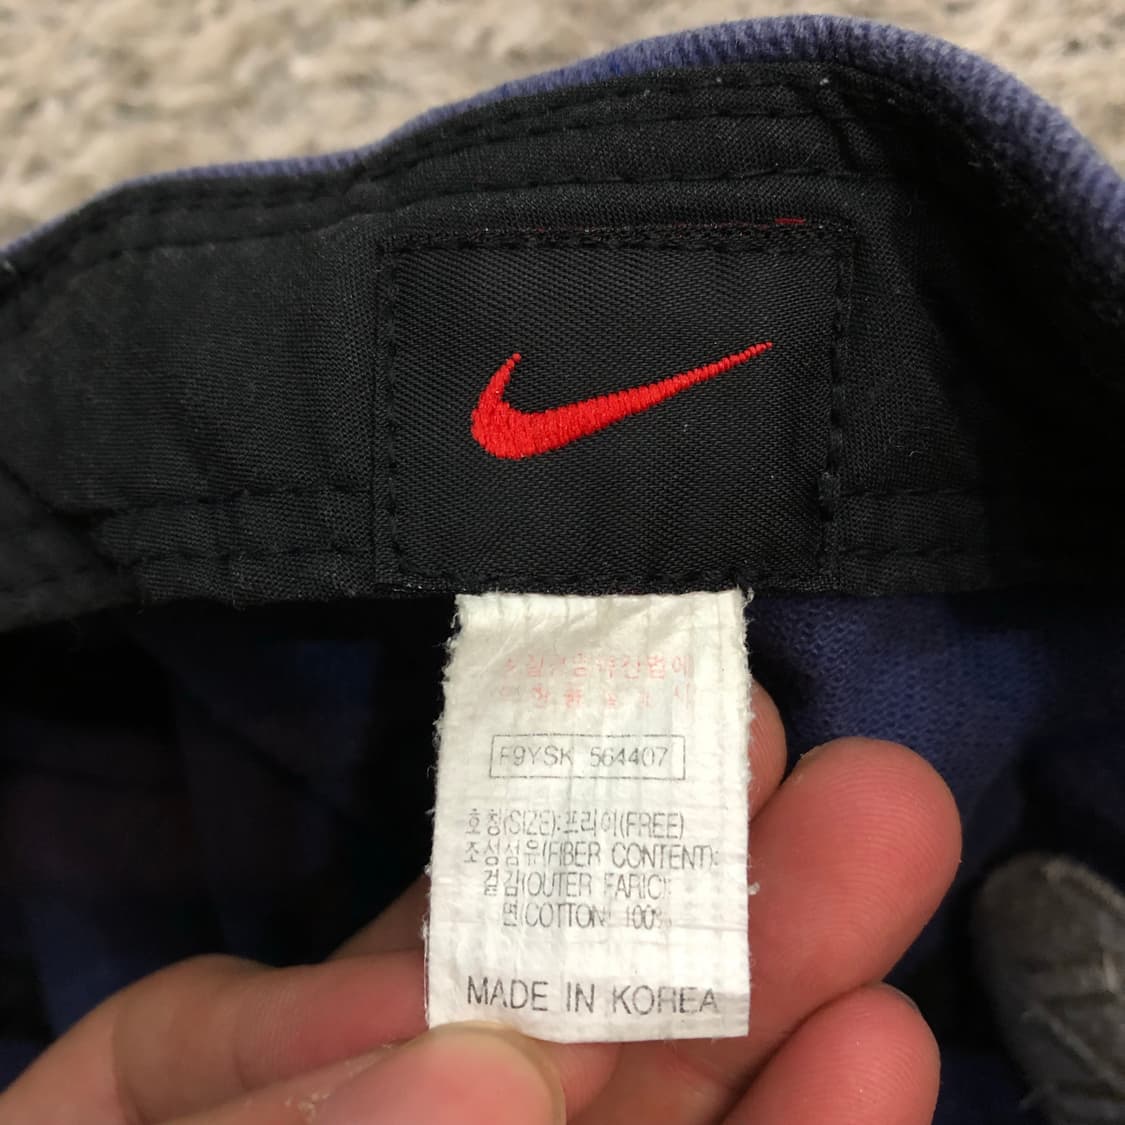 F9YSK 564407
호칭(SIZE):프리이(FREE)
조성섬유(FIBER CONTENT):
겉감(OUTER FARIC):
면(COTTON) 100%
MADE IN KOREA